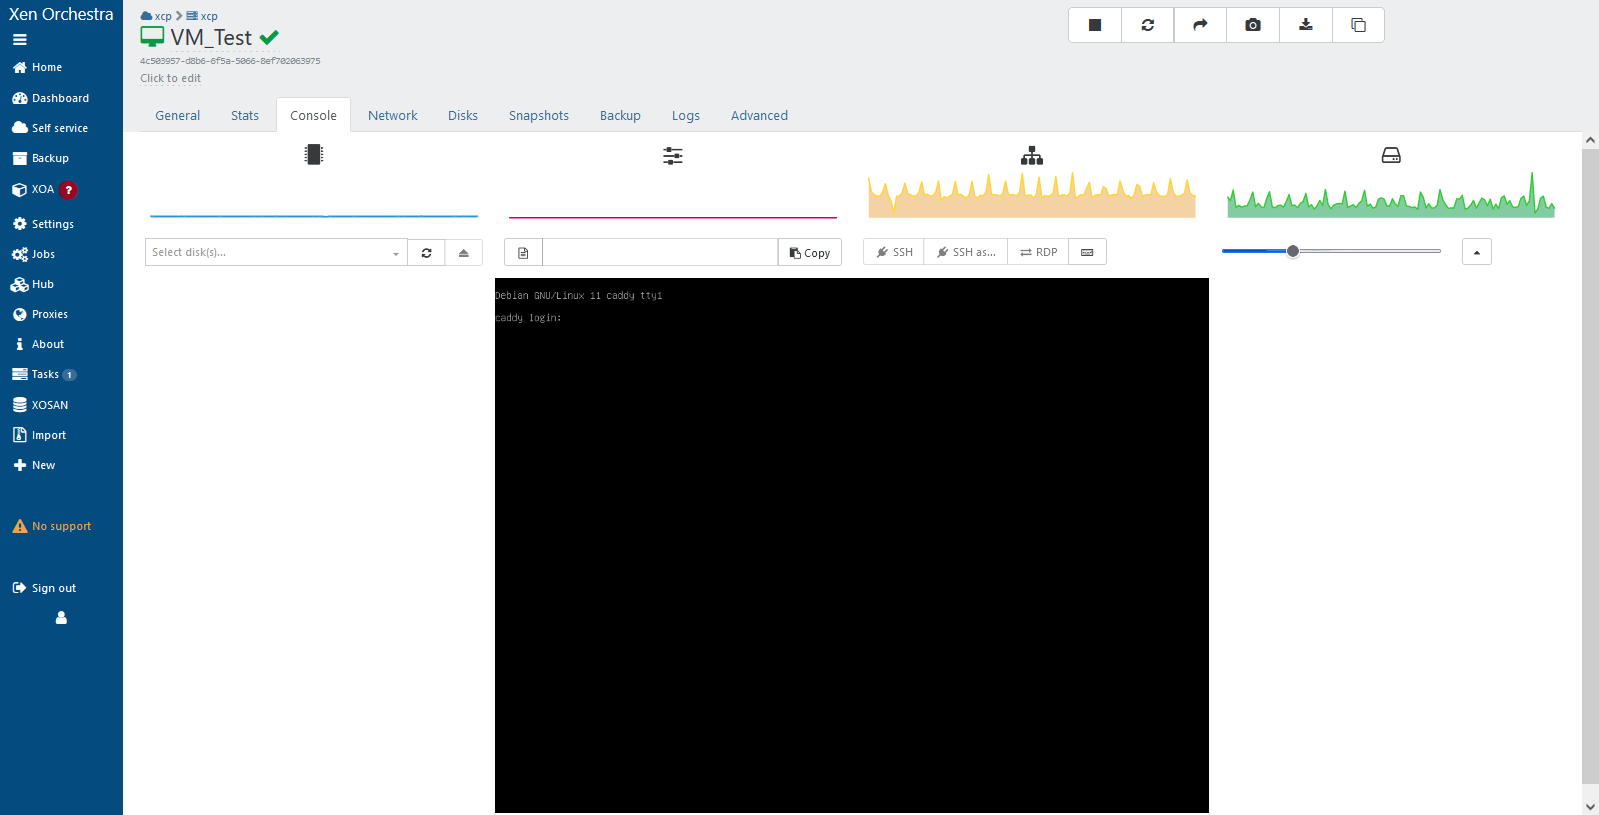 Xen Orchestra
Home
Dashboard
Self service
Backup
XOA ?
Settings
Jobs
Hub
Proxies
About
Tasks 1
XOSAN
Import
New
No support
Sign out
xcp xcp
VM_Test
4c503957-d8b6-6f5a-5066-8ef702063975
Click to edit
General Stats Console Network Disks Snapshots Backup Logs Advanced
Select disk(s)... Copy SSH SSH as... RDP
Debian GNU/Linux 11 caddy tty1
caddy login: